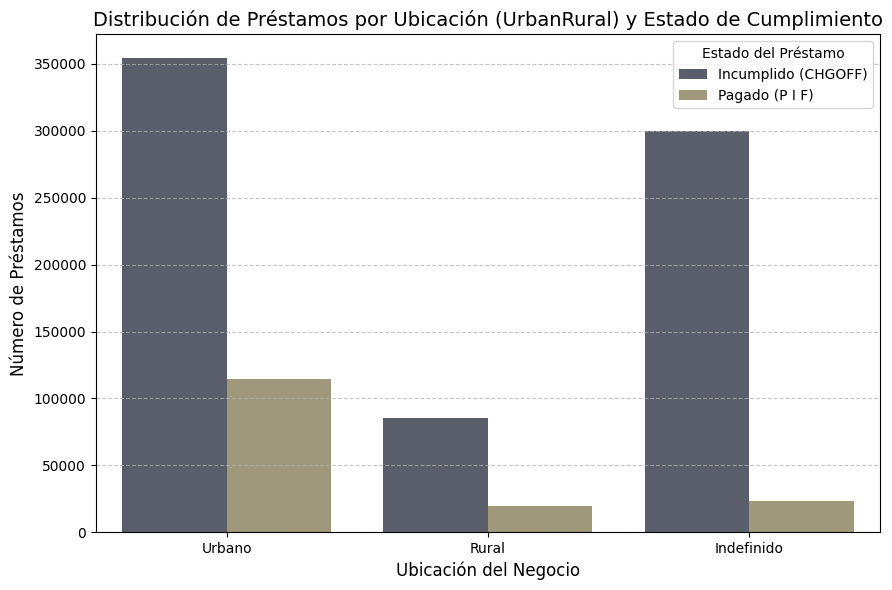 Distribución de Préstamos por Ubicación (UrbanRural) y Estado de Cumplimiento
Estado del Préstamo
Incumplido (CHGOFF)
Pagado (P I F)
Número de Préstamos
350000
300000
250000
200000
150000
100000
50000
0
Urbano
Rural
Indefinido
Ubicación del Negocio